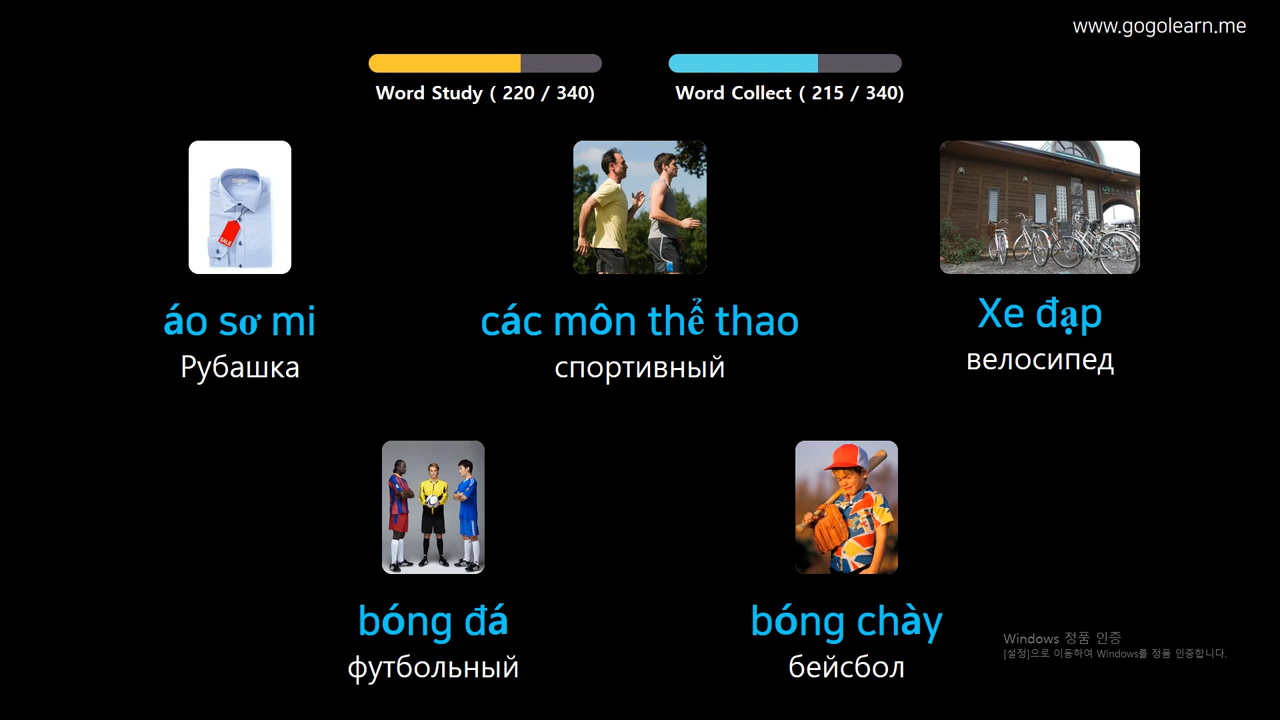 www.gogolearn.me
Word Study ( 220 / 340)
Word Collect ( 215 / 340)
SALE
áo sơ mi
Рубашка
các môn thể thao
спортивный
Xe đạp
велосипед
bóng đá
футбольный
bóng chày
бейсбол
Windows 정품 인증
[설정]으로 이동하여 Windows를 정품 인증합니다.